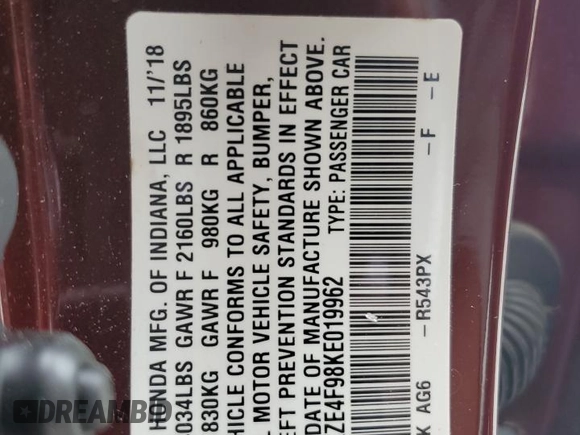 HONDA MFG. OF INDIANA, LLC 11/'18
034LBS GAWR F 2160LBS R 1895LBS
830KG GAWR F 980KG R 860KG
HICLE CONFORMS TO ALL APPLICABLE
L MOTOR VEHICLE SAFETY, BUMPER,
EFT PREVENTION STANDARDS IN EFFECT
DATE OF MANUFACTURE SHOWN ABOVE.
ZE4F98KE019962 TYPE: PASSENGER CAR
K AG6 -R543PX -F -E
BIDCARS